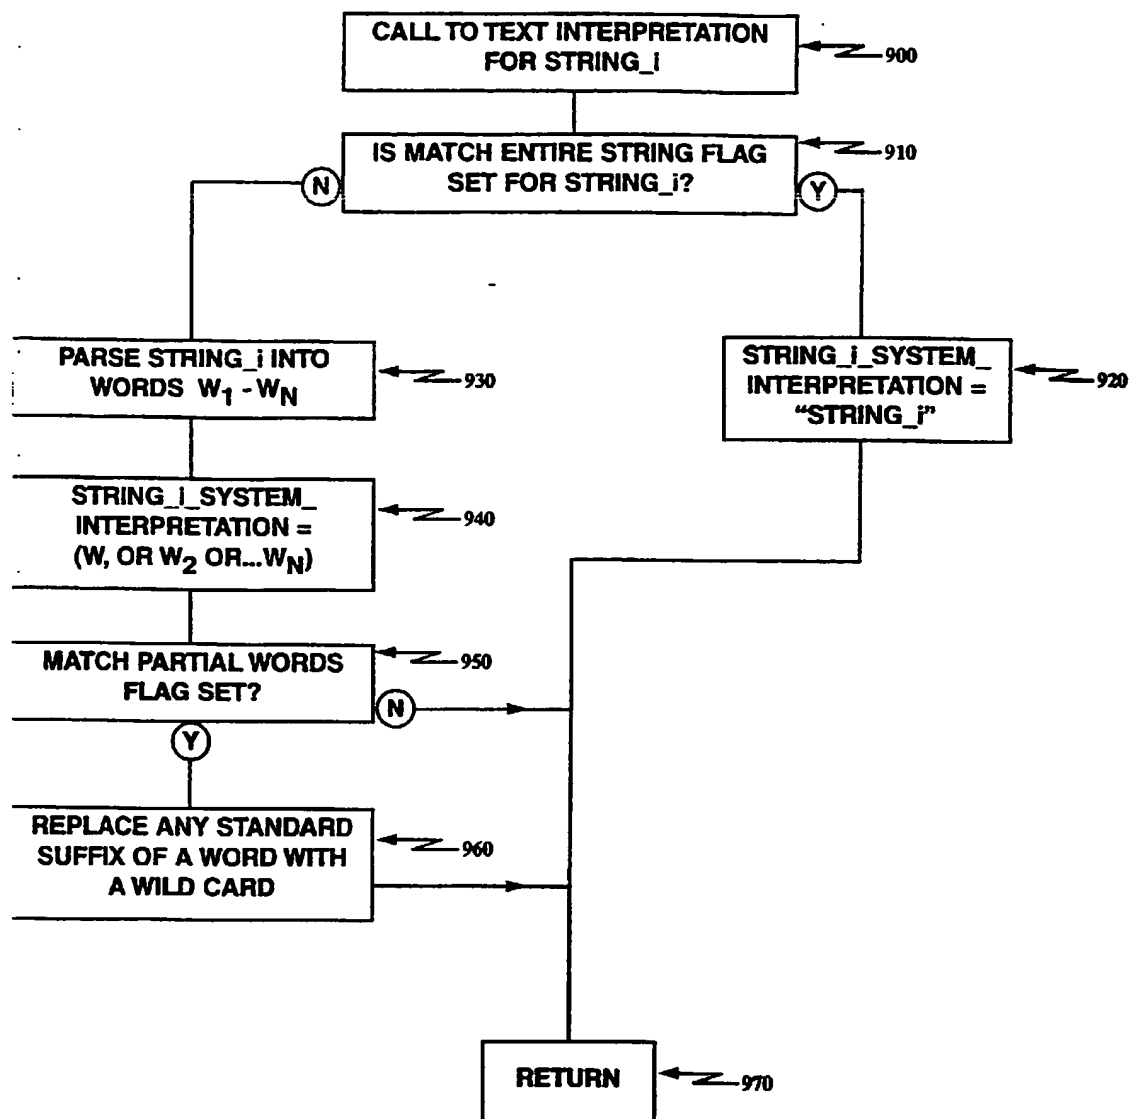 CALL TO TEXT INTERPRETATION
FOR STRING_i
900
IS MATCH ENTIRE STRING FLAG
SET FOR STRING_i?
910
N
Y
PARSE STRING_i INTO
WORDS W1 - WN
930
STRING_i_SYSTEM_
INTERPRETATION =
“STRING_i”
920
STRING_i_SYSTEM_
INTERPRETATION =
(W, OR W2 OR...WN)
940
MATCH PARTIAL WORDS
FLAG SET?
950
N
Y
REPLACE ANY STANDARD
SUFFIX OF A WORD WITH
A WILD CARD
960
RETURN
970